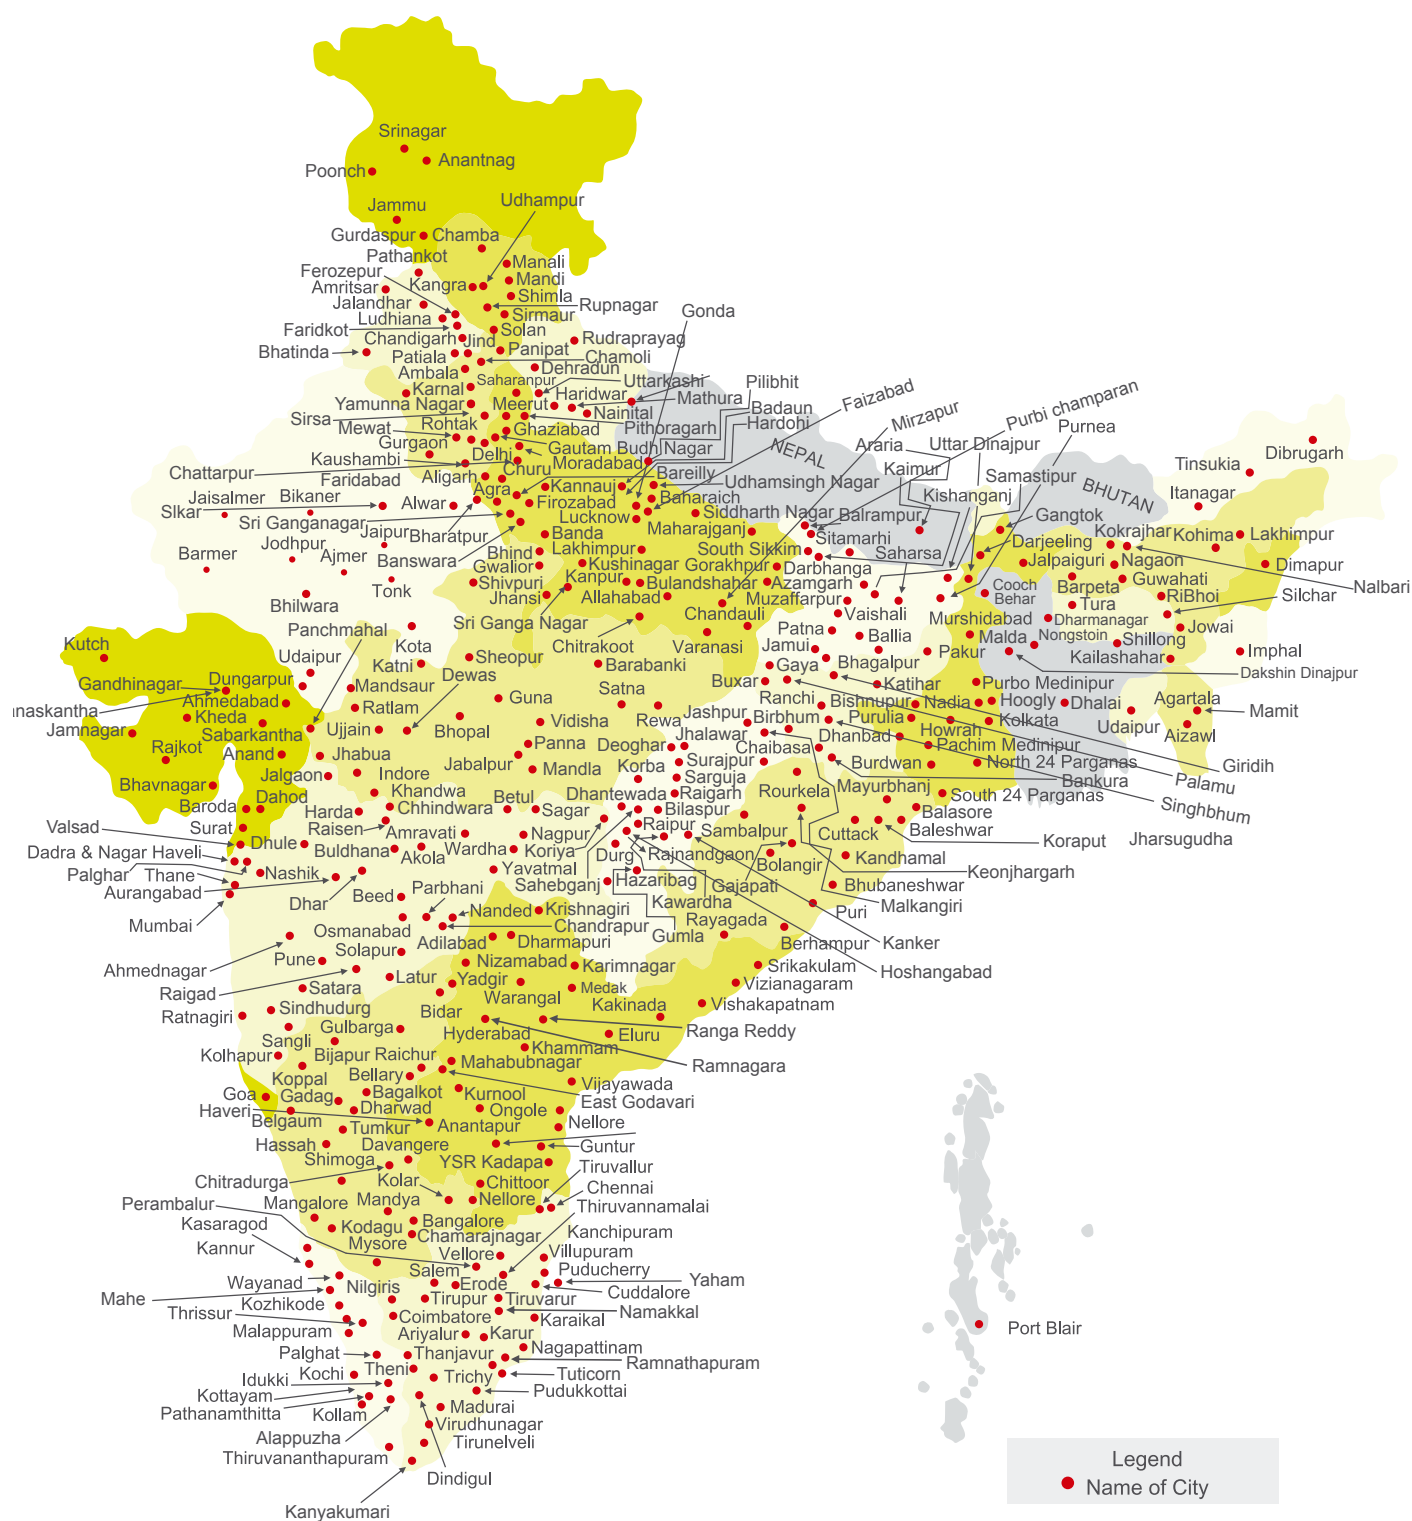 Srinagar
Anantnag
Poonch
Udhampur
Jammu
Gurdaspur
Chamba
Pathankot
Manali
Ferozepur
Kangra
Mandi
Amritsar
Shimla
Jalandhar
Rupnagar
Ludhiana
Sirmaur
Gonda
Faridkot
Solan
Chandigarh
Jind
Rudraprayag
Bhatinda
Patiala
Panipat
Chamoli
Ambala
Dehradun
Saharanpur
Uttarkashi
Pilibhit
Karnal
Haridwar
Mathura
Faizabad
Yamunna Nagar
Meerut
Nainital
Badaun
Mirzapur
Purbi champaran
Sirsa
Rohtak
Pithoragarh
Hardohi
Purnea
Mewat
Ghaziabad
Araria
Uttar Dinajpur
Gurgaon
Gautam Budh Nagar
NEPAL
Dibrugarh
Kaushambi
Delhi
Moradabad
Kaimur
Samastipur
Tinsukia
Chattarpur
Churu
Bareilly
Faridabad
Aligarh
Udhamsingh Nagar
BHUTAN
Jaisalmer
Bikaner
Agra
Kannauj
Kishanganj
Itanagar
Slkar
Alwar
Firozabad
Baharaich
Siddharth Nagar
Balrampur
Gangtok
Sri Ganganagar
Lucknow
Maharajganj
Sitamarhi
Kokrajhar
Lakhimpur
Jodhpur
Jaipur
Bharatpur
Banda
Darjeeling
Kohima
Barmer
Ajmer
Banswara
Bhind
Lakhimpur
South Sikkim
Saharsa
Jalpaiguri
Nagaon
Dimapur
Gwalior
Kushinagar
Gorakhpur
Darbhanga
Tonk
Shivpuri
Kanpur
Bulandshahar
Azamgarh
Cooch
Behar
Barpeta
Guwahati
Nalbari
Bhilwara
Jhansi
Allahabad
Muzaffarpur
RiBhoi
Silchar
Sri Ganga Nagar
Chandauli
Vaishali
Murshidabad
Tura
Dharmanagar
Panchmahal
Kota
Chitrakoot
Varanasi
Patna
Ballia
Malda
Nongstoin
Shillong
Jowai
Kutch
Udaipur
Katni
Sheopur
Barabanki
Jamui
Bhagalpur
Pakur
Kailashahar
Imphal
Gandhinagar
Dungarpur
Mandsaur
Dewas
Buxar
Gaya
Katihar
Purbo Medinipur
Dakshin Dinajpur
naskantha
Ahmedabad
Ratlam
Guna
Satna
Ranchi
Bishnupur
Nadia
Hoogly
Dhalai
Agartala
Mamit
Jamnagar
Kheda
Sabarkantha
Ujjain
Bhopal
Vidisha
Rewa
Jashpur
Birbhum
Purulia
Kolkata
Udaipur
Aizawl
Rajkot
Anand
Jhabua
Panna
Deoghar
Jhalawar
Dhanbad
Howrah
Pachim Medinipur
Jabalpur
Chaibasa
Bhavnagar
Jalgaon
Indore
Mandla
Korba
Surajpur
Burdwan
North 24 Parganas
Giridih
Khandwa
Sarguja
Bankura
Palamu
Baroda
Dahod
Harda
Chhindwara
Betul
Sagar
Dhantewada
Raigarh
Rourkela
Mayurbhanj
South 24 Parganas
Singhbhum
Surat
Raisen
Bilaspur
Balasore
Valsad
Dhule
Amravati
Nagpur
Raipur
Sambalpur
Cuttack
Baleshwar
Koraput
Jharsugudha
Dadra & Nagar Haveli
Buldhana
Akola
Wardha
Koriya
Durg
Rajnandgaon
Bolangir
Kandhamal
Palghar
Thane
Nashik
Yavatmal
Keonjhargarh
Aurangabad
Dhar
Parbhani
Sahebganj
Hazaribag
Gajapati
Bhubaneshwar
Mumbai
Beed
Nanded
Krishnagiri
Kawardha
Puri
Malkangiri
Osmanabad
Chandrapur
Rayagada
Gumla
Solapur
Adilabad
Dharmapuri
Berhampur
Kanker
Ahmednagar
Pune
Nizamabad
Karimnagar
Srikakulam
Hoshangabad
Raigad
Satara
Latur
Yadgir
Warangal
Medak
Vizianagaram
Ratnagiri
Sindhudurg
Bidar
Kakinada
Vishakapatnam
Gulbarga
Hyderabad
Eluru
Ranga Reddy
Sangli
Kolhapur
Bijapur
Raichur
Khammam
Mahabubnagar
Ramnagara
Koppal
Bellary
Vijayawada
Goa
Gadag
Bagalkot
Kurnool
East Godavari
Haveri
Belgaum
Dharwad
Ongole
Tumkur
Anantapur
Nellore
Hassah
Davangere
Guntur
Shimoga
YSR Kadapa
Tiruvallur
Chitradurga
Kolar
Chittoor
Chennai
Perambalur
Mangalore
Mandya
Nellore
Thiruvannamalai
Kasaragod
Kodagu
Bangalore
Chamarajnagar
Kanchipuram
Kannur
Mysore
Vellore
Villupuram
Salem
Puducherry
Wayanad
Nilgiris
Erode
Yaham
Mahe
Cuddalore
Kozhikode
Tirupur
Tiruvarur
Namakkal
Thrissur
Coimbatore
Karaikal
Malappuram
Ariyalur
Karur
Port Blair
Palghat
Thanjavur
Nagapattinam
Kochi
Theni
Ramnathapuram
Idukki
Trichy
Tuticorn
Kottayam
Pudukkottai
Pathanamthitta
Kollam
Madurai
Alappuzha
Virudhunagar
Thiruvananthapuram
Tirunelveli
Dindigul
Kanyakumari
Legend
Name of City